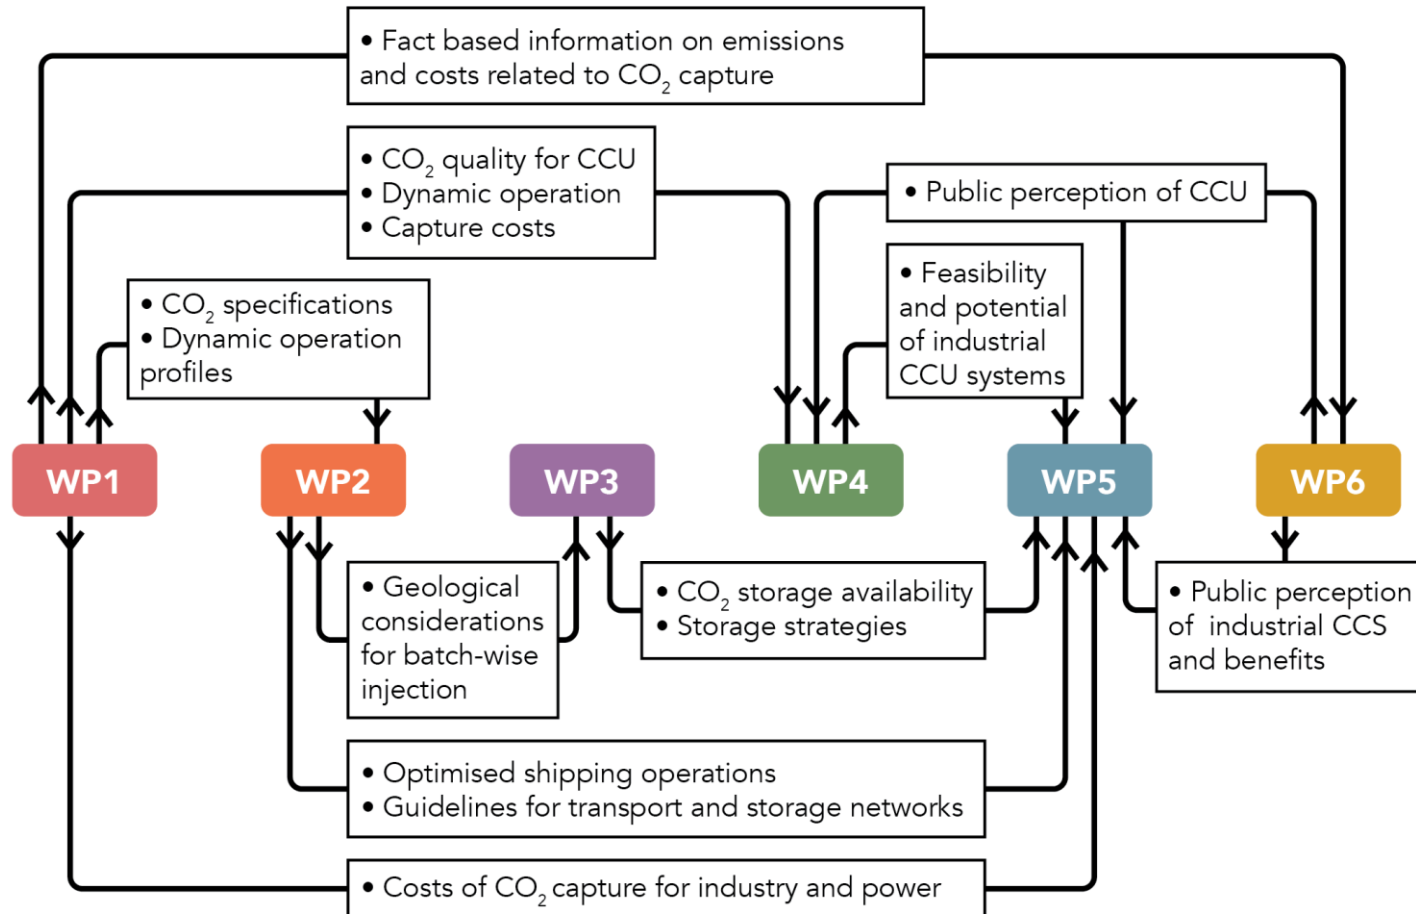 • Fact based information on emissions
and costs related to CO₂ capture
• CO₂ quality for CCU
• Dynamic operation
• Capture costs
• Public perception of CCU
• Feasibility
and potential
of industrial
CCU systems
• CO₂ specifications
• Dynamic operation
profiles
WP1
WP2
WP3
WP4
WP5
WP6
• Geological
considerations
for batch-wise
injection
• CO₂ storage availability
• Storage strategies
• Public perception
of industrial CCS
and benefits
• Optimised shipping operations
• Guidelines for transport and storage networks
• Costs of CO₂ capture for industry and power